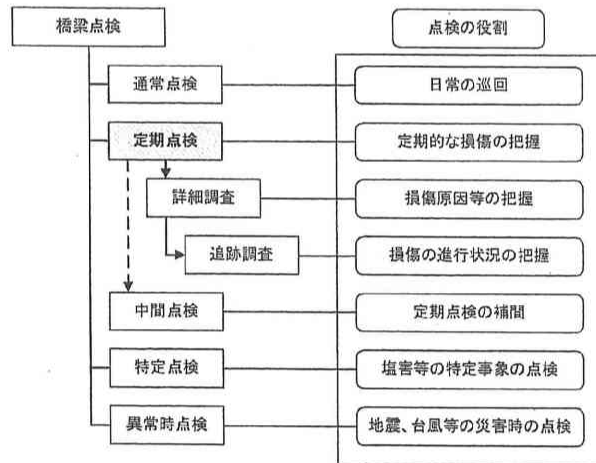 橋梁点検
点検の役割
通常点検
日常の巡回
定期点検
定期的な損傷の把握
詳細調査
損傷原因等の把握
追跡調査
損傷の進行状況の把握
中間点検
定期点検の補間
特定点検
塩害等の特定事象の点検
異常時点検
地震、台風等の災害時の点検